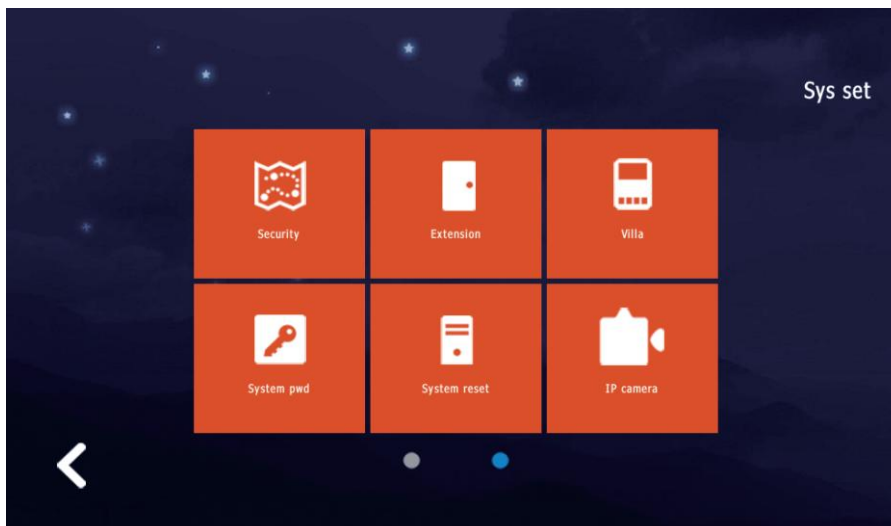 Sys set
Security
Extension
Villa
System pwd
System reset
IP camera